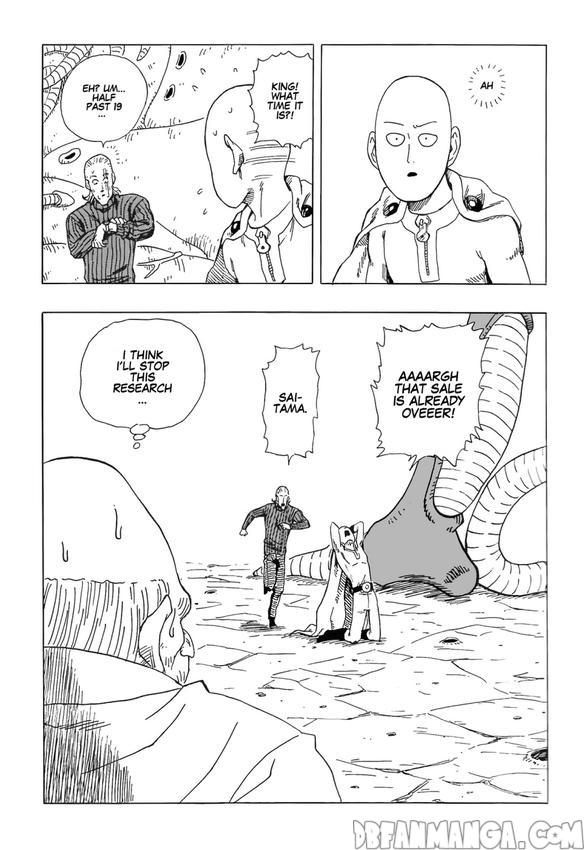 AH
KING!
WHAT
TIME IT
IS?!
EH? UM...
HALF
PAST 19
...
AAAARGH
THAT SALE
IS ALREADY
OVEEER!
SAI-
TAMA.
I THINK
I'LL STOP
THIS
RESEARCH
...
DBFANMANGA.COM